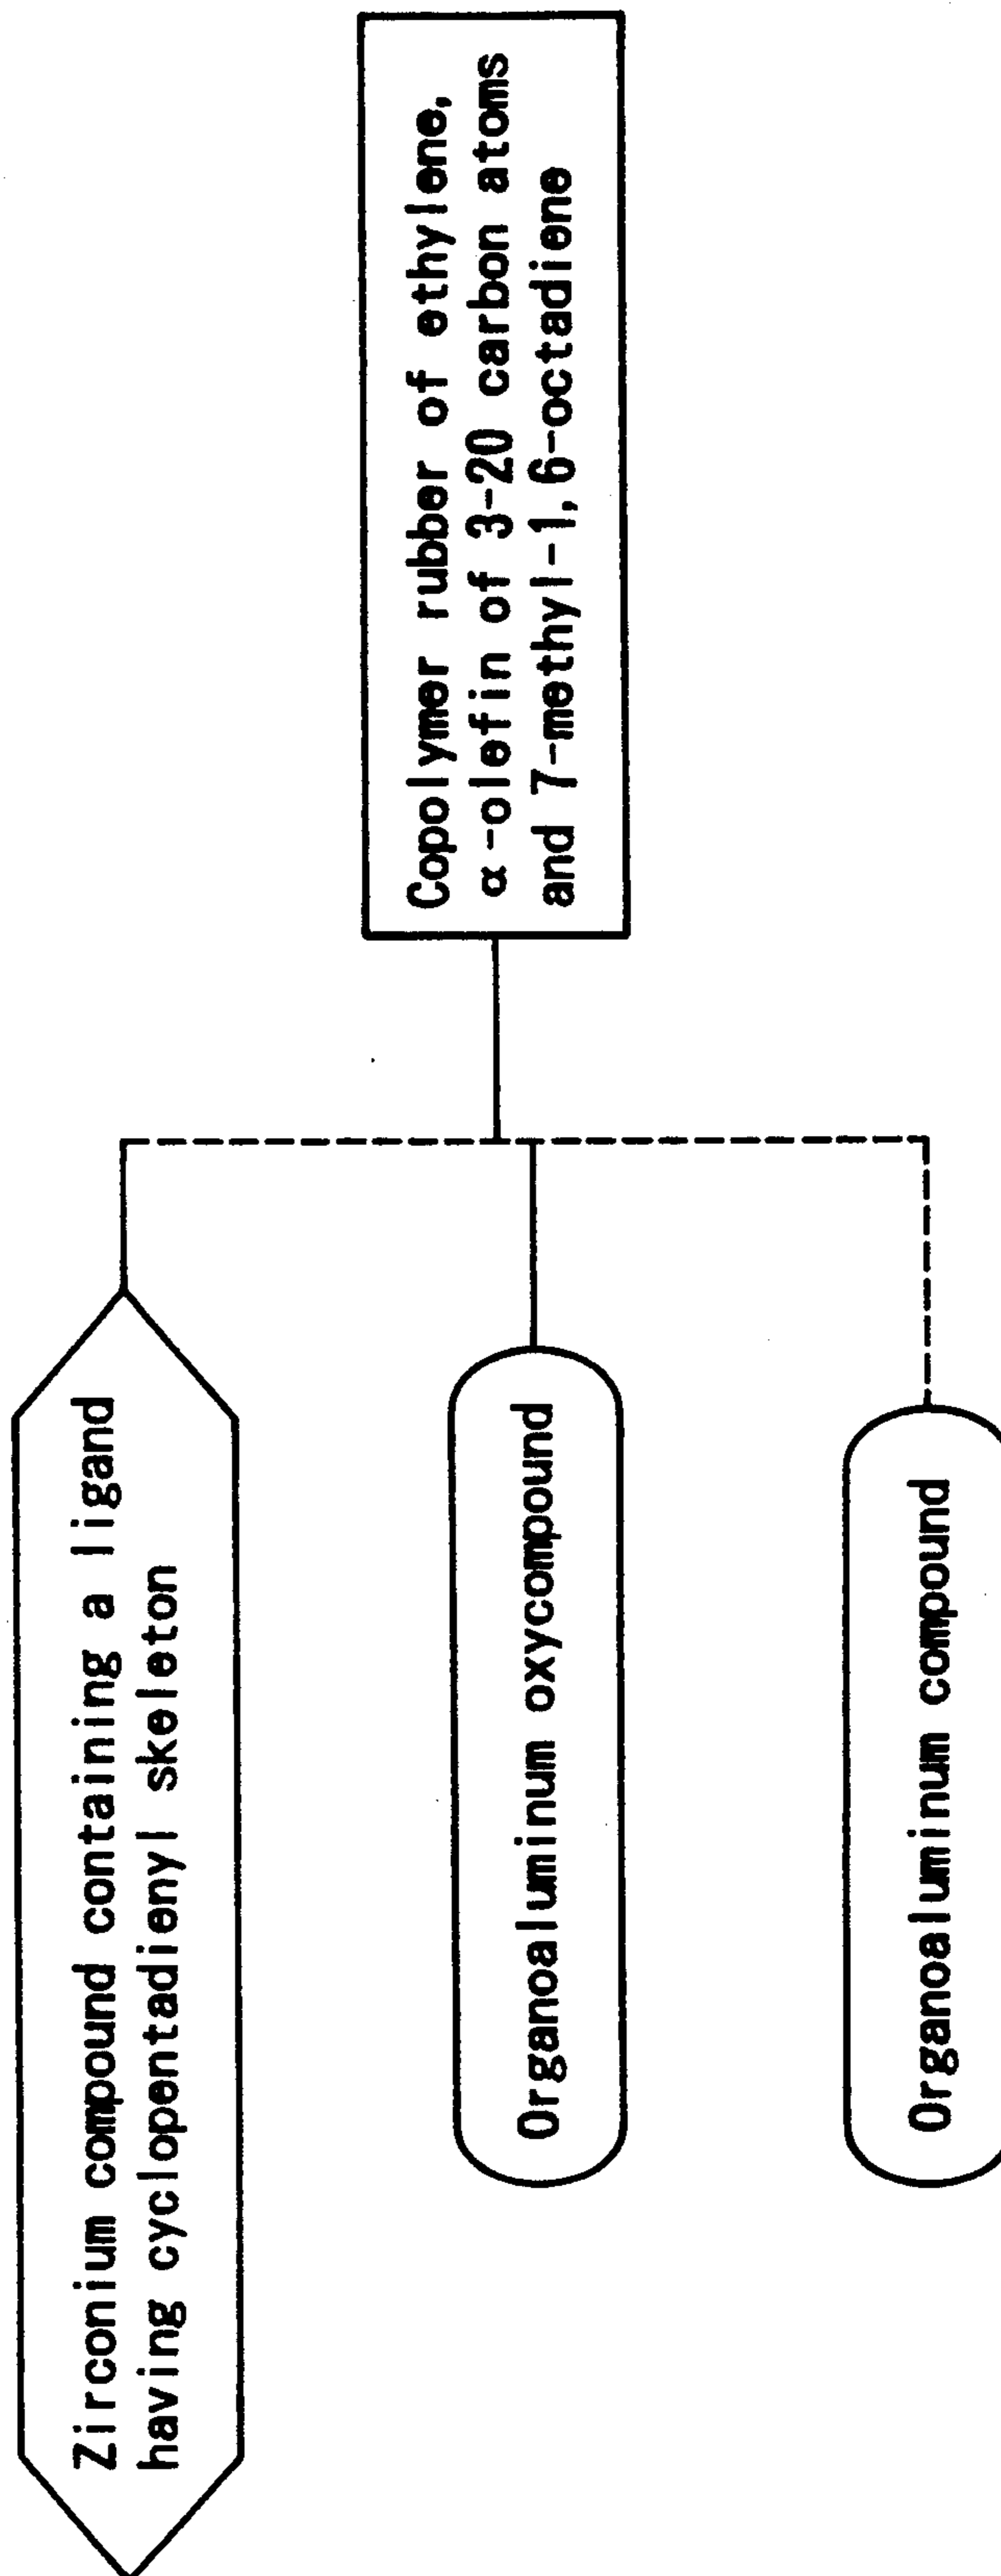 Zirconium compound containing a ligand
having cyclopentadienyl skeleton
Organoaluminum oxycompound
Organoaluminum compound
Copolymer rubber of ethylene,
α-olefin of 3-20 carbon atoms
and 7-methyl-1,6-octadiene